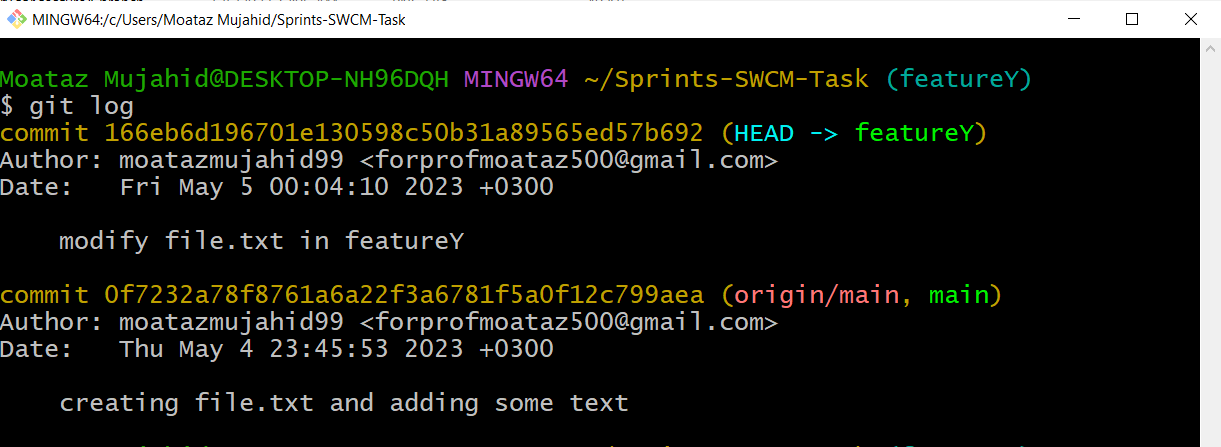 MINGW64:/c/Users/Moataz Mujahid/Sprints-SWCM-Task
Moataz Mujahid@DESKTOP-NH96DQH MINGW64 ~/Sprints-SWCM-Task (featureY)
$ git log
commit 166eb6d196701e130598c50b31a89565ed57b692 (HEAD -> featureY)
Author: moatazmujahid99 <forprofmoataz500@gmail.com>
Date:   Fri May 5 00:04:10 2023 +0300
    modify file.txt in featureY
commit 0f7232a78f8761a6a22f3a6781f5a0f12c799aea (origin/main, main)
Author: moatazmujahid99 <forprofmoataz500@gmail.com>
Date:   Thu May 4 23:45:53 2023 +0300
    creating file.txt and adding some text